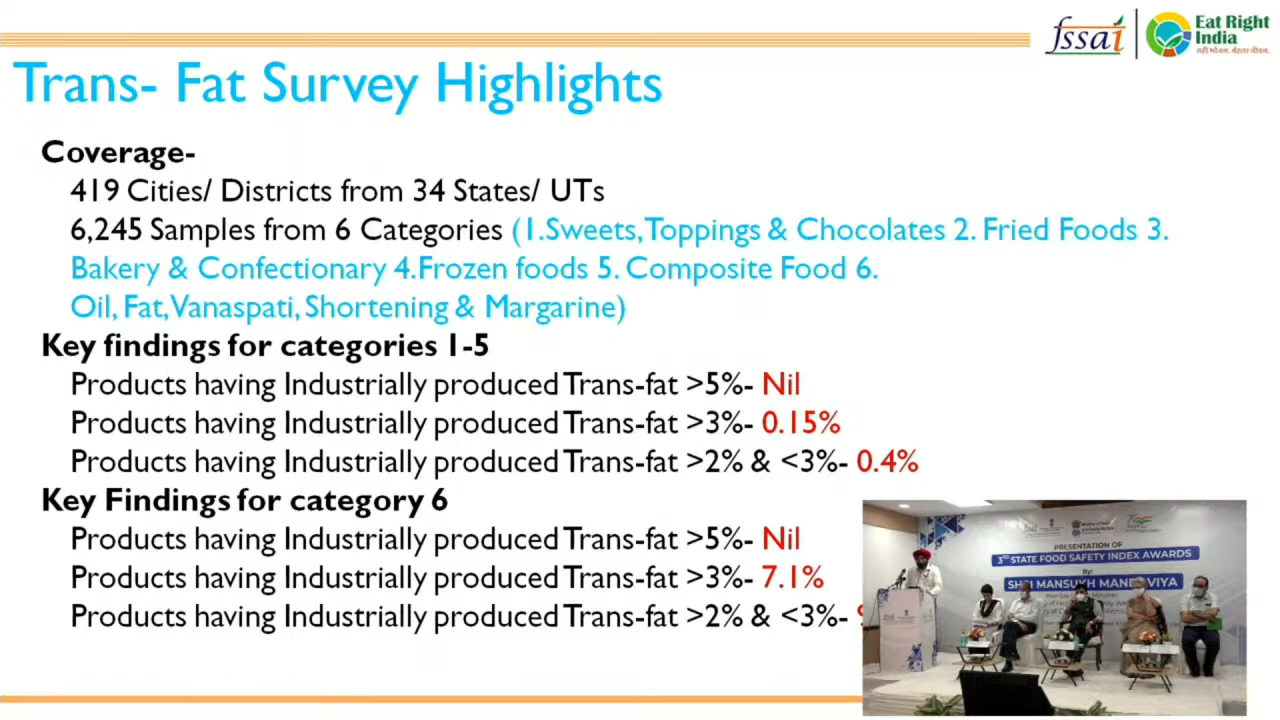 fssai
Eat Right
India
सही भोजन. बेहतर जीवन.
Trans- Fat Survey Highlights
Coverage-
419 Cities/ Districts from 34 States/ UTs
6,245 Samples from 6 Categories (1.Sweets,Toppings & Chocolates 2. Fried Foods 3.
Bakery & Confectionary 4.Frozen foods 5. Composite Food 6.
Oil, Fat,Vanaspati, Shortening & Margarine)
Key findings for categories 1-5
Products having Industrially produced Trans-fat >5%- Nil
Products having Industrially produced Trans-fat >3%- 0.15%
Products having Industrially produced Trans-fat >2% & <3%- 0.4%
Key Findings for category 6
Products having Industrially produced Trans-fat >5%- Nil
Products having Industrially produced Trans-fat >3%- 7.1%
Products having Industrially produced Trans-fat >2% & <3%-
PRESENTATION OF
3RD STATE FOOD SAFETY INDEX AWARDS
By:
SHRI MANSUKH MANDAVIYA
fssai